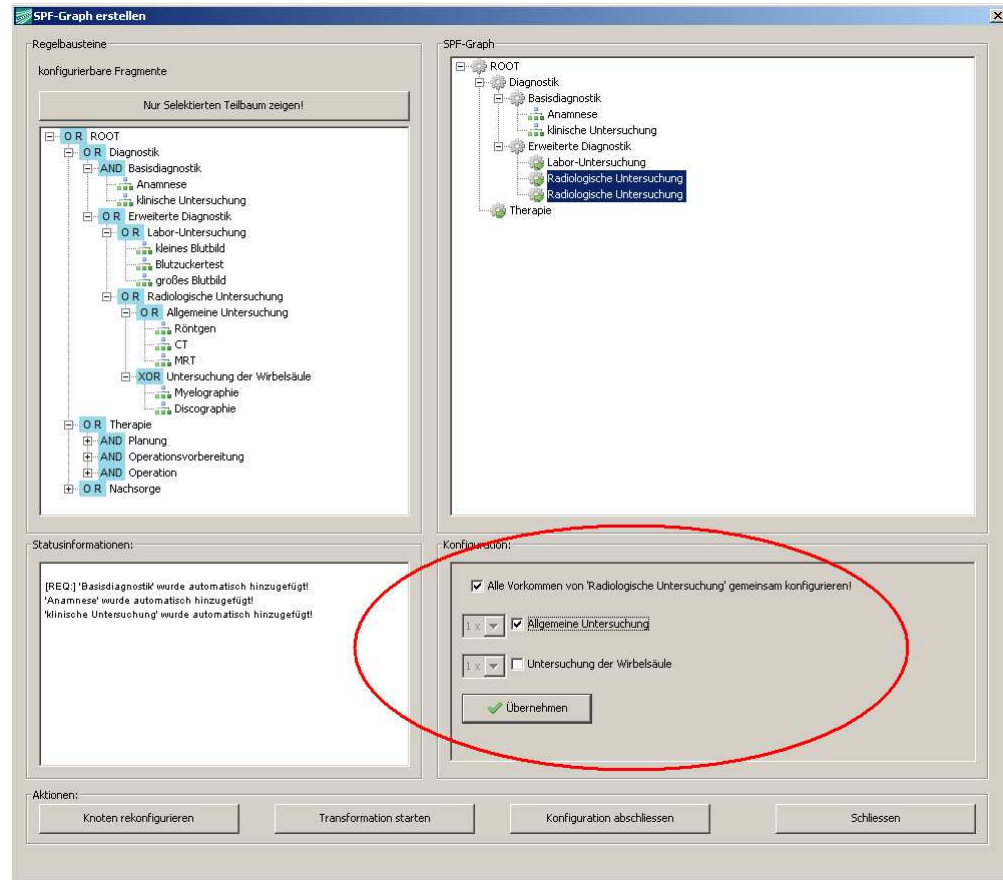 SPF-Graph erstellen
Regelbausteine
konfigurierbare Fragmente
Nur Selektierten Teilbaum zeigen!
OR ROOT
OR Diagnostik
AND Basisdiagnostik
Anamnese
klinische Untersuchung
OR Erweiterte Diagnostik
OR Labor-Untersuchung
kleines Blutbild
Blutzuckertest
großes Blutbild
OR Radiologische Untersuchung
OR Allgemeine Untersuchung
Röntgen
CT
MRT
XOR Untersuchung der Wirbelsäule
Myelographie
Discographie
OR Therapie
AND Planung
AND Operationsvorbereitung
AND Operation
OR Nachsorge
SPF-Graph
ROOT
Diagnostik
Basisdiagnostik
Anamnese
klinische Untersuchung
Erweiterte Diagnostik
Labor-Untersuchung
Radiologische Untersuchung
Radiologische Untersuchung
Therapie
Statusinformationen:
[REQ:] 'Basisdiagnostik' wurde automatisch hinzugefügt!
'Anamnese' wurde automatisch hinzugefügt!
'klinische Untersuchung' wurde automatisch hinzugefügt!
Konfiguration:
Alle Vorkommen von 'Radiologische Untersuchung' gemeinsam konfigurieren!
1 x Allgemeine Untersuchung
1 x Untersuchung der Wirbelsäule
Übernehmen
Aktionen:
Knoten rekonfigurieren
Transformation starten
Konfiguration abschliessen
Schliessen